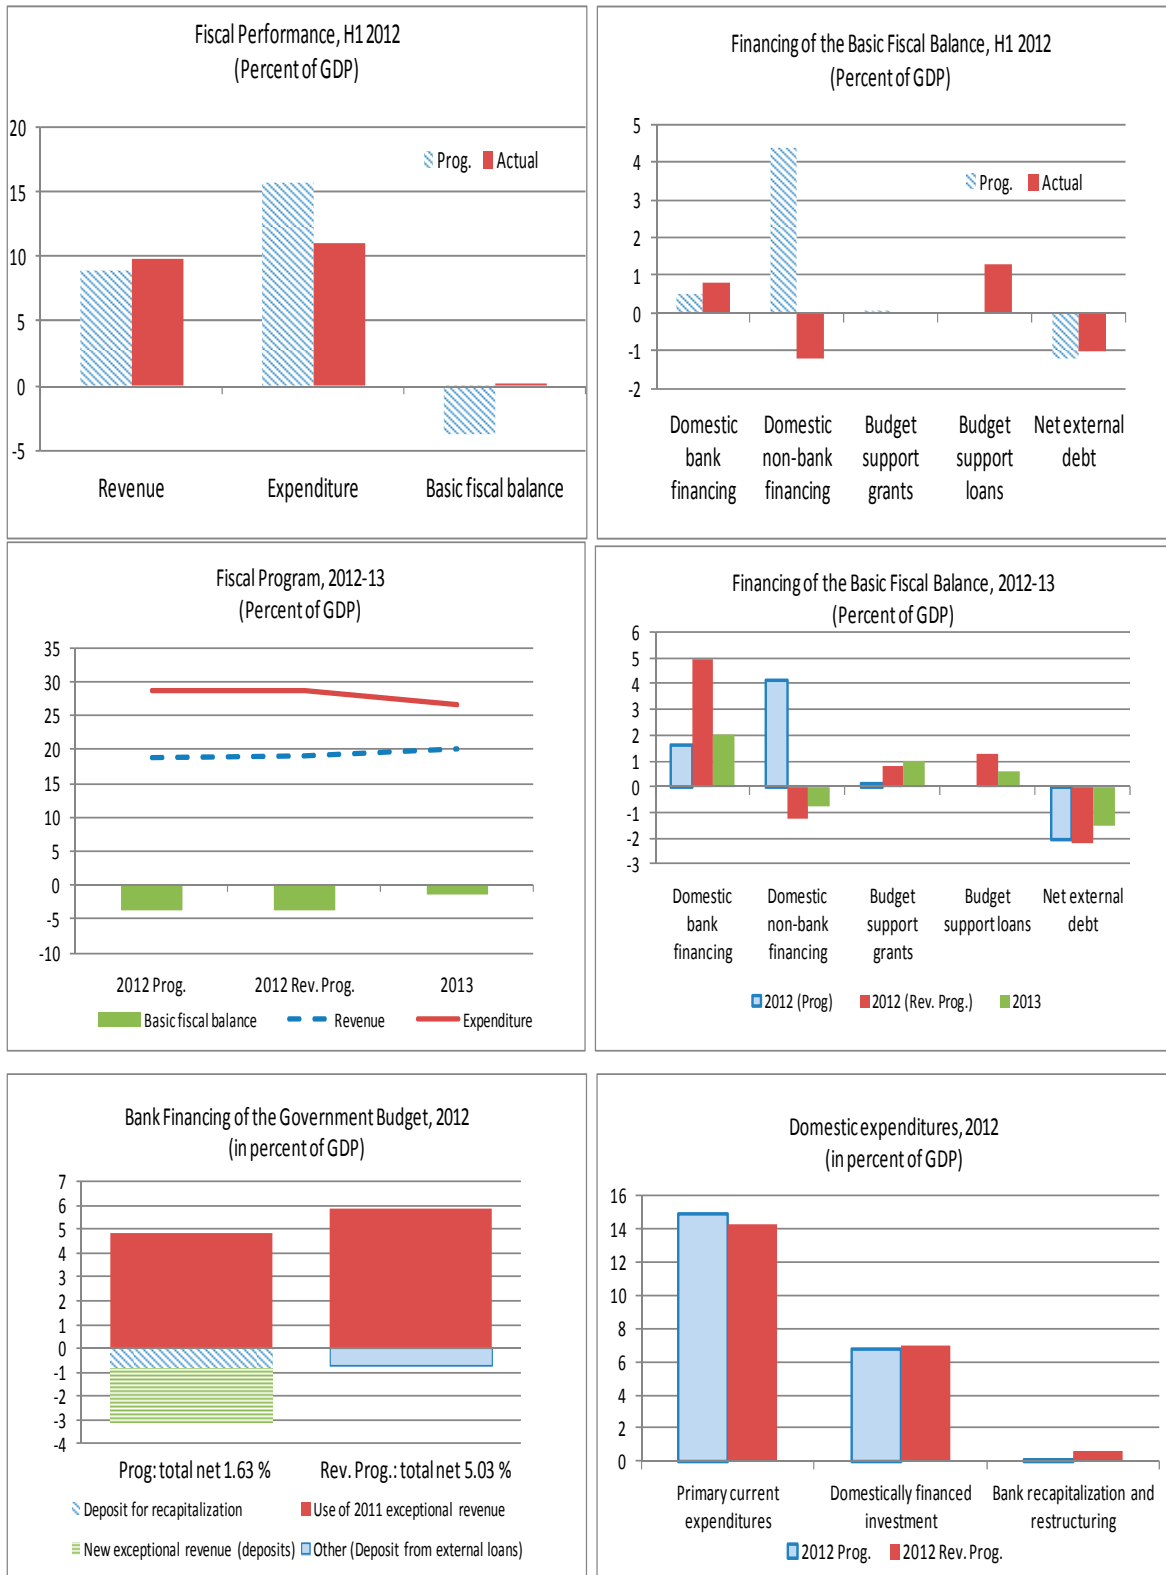 Fiscal Performance, H1 2012
(Percent of GDP)
20
15
10
5
0
-5
Prog. Actual
Revenue Expenditure Basic fiscal balance
Financing of the Basic Fiscal Balance, H1 2012
(Percent of GDP)
5
4
3
2
1
0
-1
-2
Prog. Actual
Domestic Domestic Budget Budget Net external
bank non-bank support support debt
financing financing grants loans
Fiscal Program, 2012-13
(Percent of GDP)
35
30
25
20
15
10
5
0
-5
-10
2012 Prog. 2012 Rev. Prog. 2013
Basic fiscal balance Revenue Expenditure
Financing of the Basic Fiscal Balance, 2012-13
(Percent of GDP)
6
5
4
3
2
1
0
-1
-2
-3
Domestic Domestic Budget Budget Net external
bank non-bank support support loans debt
financing financing grants
2012 (Prog) 2012 (Rev. Prog.) 2013
Bank Financing of the Government Budget, 2012
(in percent of GDP)
7
6
5
4
3
2
1
0
-1
-2
-3
-4
Prog: total net 1.63 % Rev. Prog.: total net 5.03 %
Deposit for recapitalization Use of 2011 exceptional revenue
New exceptional revenue (deposits) Other (Deposit from external loans)
Domestic expenditures, 2012
(in percent of GDP)
16
14
12
10
8
6
4
2
0
Primary current Domestically financed Bank recapitalization and
expenditures investment restructuring
2012 Prog. 2012 Rev. Prog.